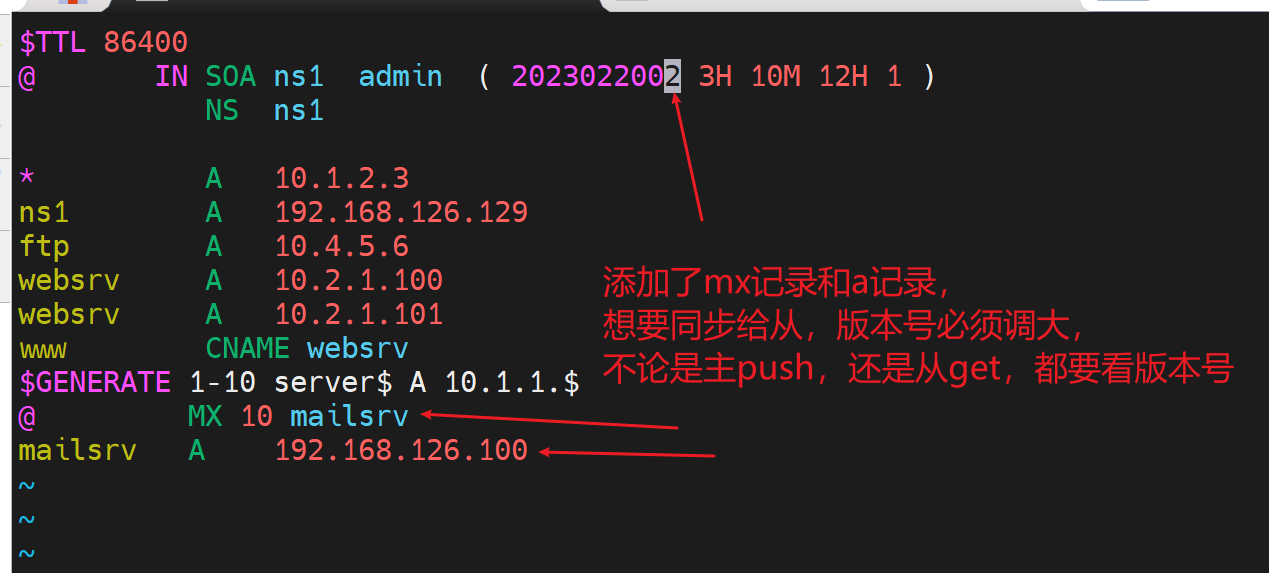 $TTL 86400
@ IN SOA ns1 admin ( 2023022002 3H 10M 12H 1 )
NS ns1
* A 10.1.2.3
ns1 A 192.168.126.129
ftp A 10.4.5.6
websrv A 10.2.1.100
websrv A 10.2.1.101
www CNAME websrv
$GENERATE 1-10 server$ A 10.1.1.$
@ MX 10 mailsrv
mailsrv A 192.168.126.100
~
~
~
添加了mx记录和a记录，
想要同步给从，版本号必须调大，
不论是主push，还是从get，都要看版本号